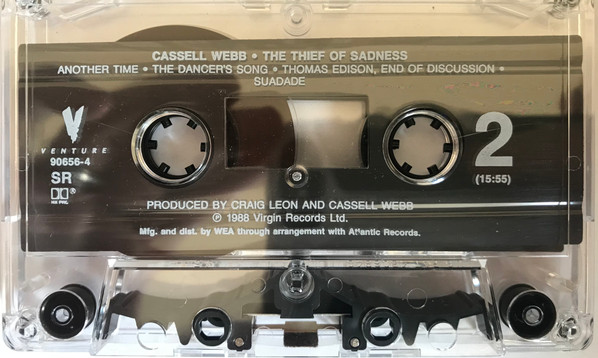 CASSELL WEBB • THE THIEF OF SADNESS
ANOTHER TIME • THE DANCER'S SONG • THOMAS EDISON, END OF DISCUSSION •
SUADADE
VENTURE
90656-4
SR
HX PRO.
2
(15:55)
PRODUCED BY CRAIG LEON AND CASSELL WEBB
℗ 1988 Virgin Records Ltd.
Mfg. and dist. by WEA through arrangement with Atlantic Records.